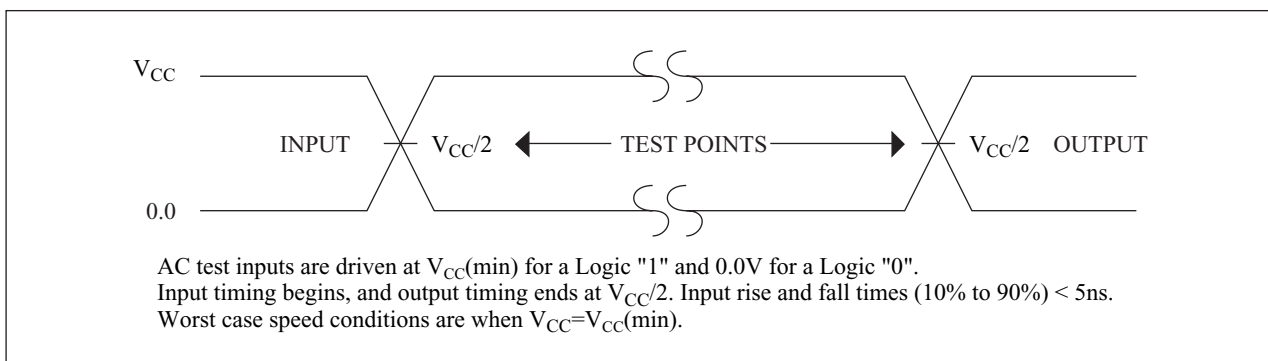 VCC
INPUT VCC/2 TEST POINTS VCC/2 OUTPUT
0.0
AC test inputs are driven at VCC(min) for a Logic "1" and 0.0V for a Logic "0".
Input timing begins, and output timing ends at VCC/2. Input rise and fall times (10% to 90%) < 5ns.
Worst case speed conditions are when VCC=VCC(min).